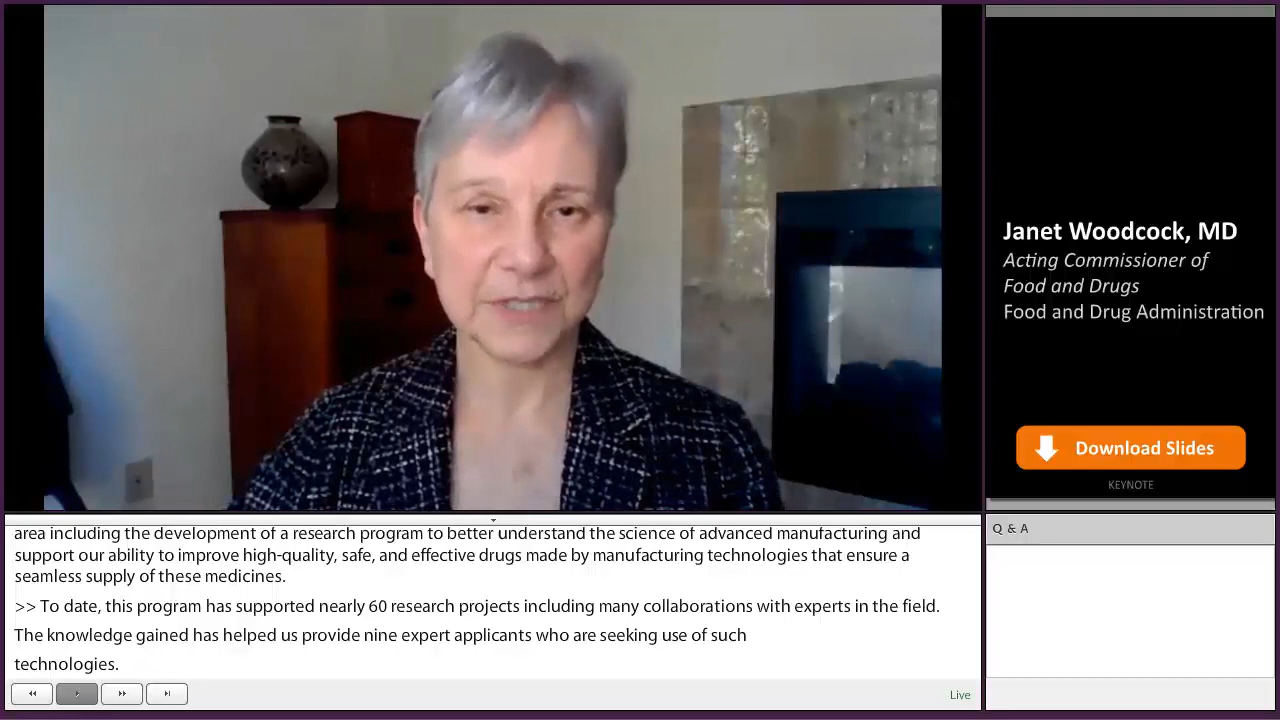 Janet Woodcock, MD
Acting Commissioner of
Food and Drugs
Food and Drug Administration
Download Slides
KEYNOTE
area including the development of a research program to better understand the science of advanced manufacturing and
support our ability to improve high-quality, safe, and effective drugs made by manufacturing technologies that ensure a
seamless supply of these medicines.
>> To date, this program has supported nearly 60 research projects including many collaborations with experts in the field.
The knowledge gained has helped us provide nine expert applicants who are seeking use of such
technologies.
Live
Q & A